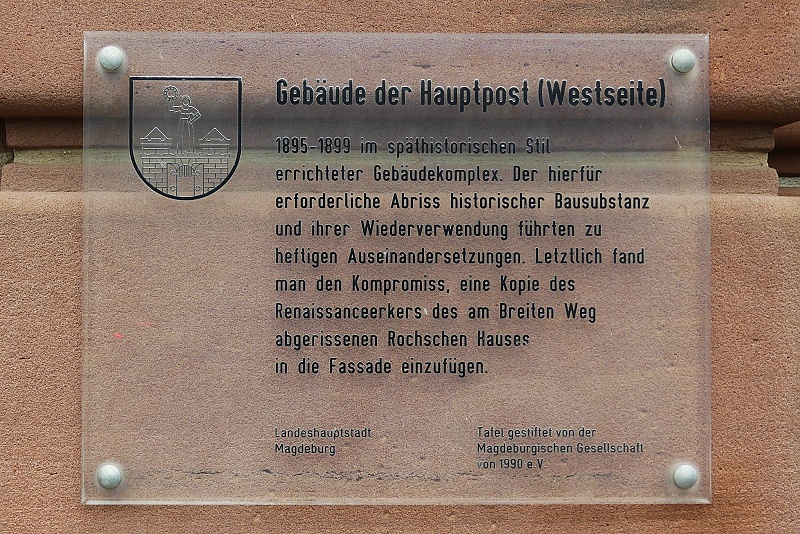 Gebäude der Hauptpost (Westseite)
1895-1899 im späthistorischen Stil
errichteter Gebäudekomplex. Der hierfür
erforderliche Abriss historischer Bausubstanz
und ihrer Wiederverwendung führten zu
heftigen Auseinandersetzungen. Letztlich fand
man den Kompromiss, eine Kopie des
Renaissanceerkers des am Breiten Weg
abgerissenen Rochschen Hauses
in die Fassade einzufügen.
Landeshauptstadt
Magdeburg
Tafel gestiftet von der
Magdeburgischen Gesellschaft
von 1990 e.V